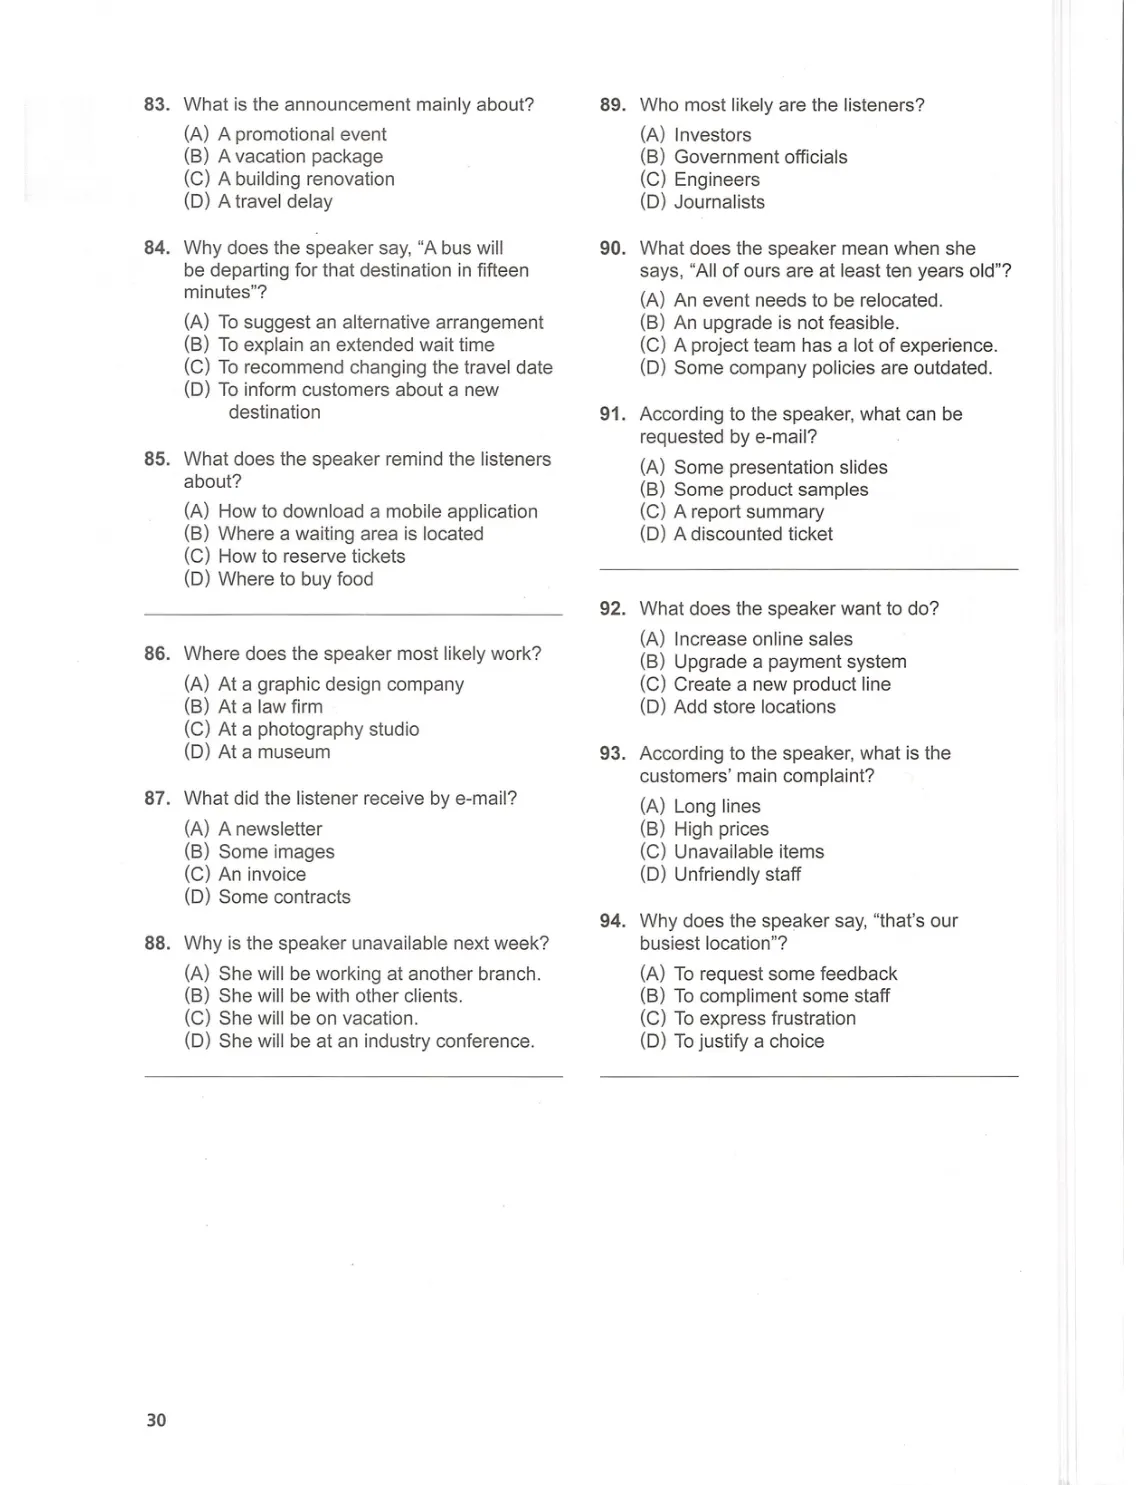 83. What is the announcement mainly about?
(A) A promotional event
(B) A vacation package
(C) A building renovation
(D) A travel delay
84. Why does the speaker say, “A bus will
be departing for that destination in fifteen
minutes”?
(A) To suggest an alternative arrangement
(B) To explain an extended wait time
(C) To recommend changing the travel date
(D) To inform customers about a new
destination
85. What does the speaker remind the listeners
about?
(A) How to download a mobile application
(B) Where a waiting area is located
(C) How to reserve tickets
(D) Where to buy food
86. Where does the speaker most likely work?
(A) At a graphic design company
(B) At a law firm
(C) At a photography studio
(D) At a museum
87. What did the listener receive by e-mail?
(A) A newsletter
(B) Some images
(C) An invoice
(D) Some contracts
88. Why is the speaker unavailable next week?
(A) She will be working at another branch.
(B) She will be with other clients.
(C) She will be on vacation.
(D) She will be at an industry conference.
89. Who most likely are the listeners?
(A) Investors
(B) Government officials
(C) Engineers
(D) Journalists
90. What does the speaker mean when she
says, “All of ours are at least ten years old”?
(A) An event needs to be relocated.
(B) An upgrade is not feasible.
(C) A project team has a lot of experience.
(D) Some company policies are outdated.
91. According to the speaker, what can be
requested by e-mail?
(A) Some presentation slides
(B) Some product samples
(C) A report summary
(D) A discounted ticket
92. What does the speaker want to do?
(A) Increase online sales
(B) Upgrade a payment system
(C) Create a new product line
(D) Add store locations
93. According to the speaker, what is the
customers’ main complaint?
(A) Long lines
(B) High prices
(C) Unavailable items
(D) Unfriendly staff
94. Why does the speaker say, “that’s our
busiest location”?
(A) To request some feedback
(B) To compliment some staff
(C) To express frustration
(D) To justify a choice
30